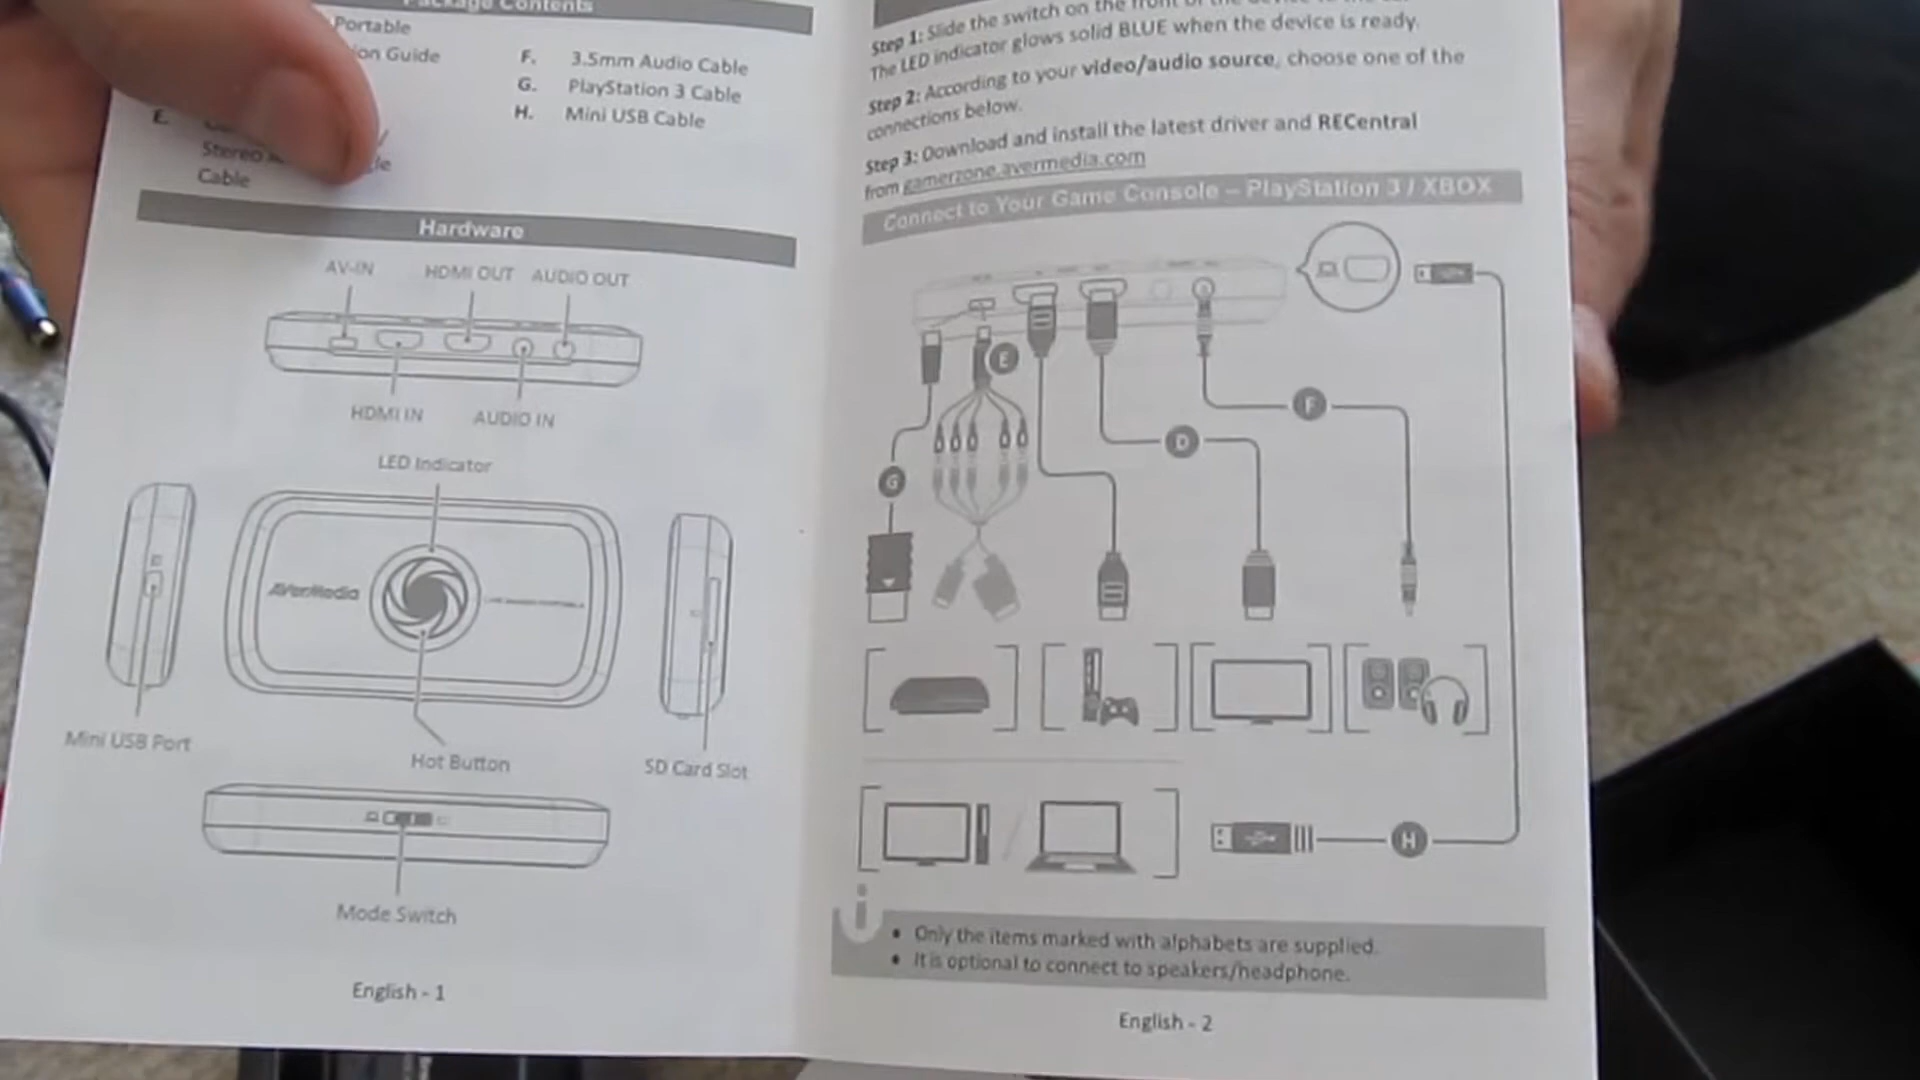 Package Contents
Portable
Guide
E.
Stereo
Cable
F. 3.5mm Audio Cable
G. PlayStation 3 Cable
H. Mini USB Cable
Hardware
AV-IN
HDMI OUT
AUDIO OUT
HDMI IN
AUDIO IN
LED Indicator
AVerMedia
Mini USB Port
Hot Button
SD Card Slot
Mode Switch
English - 1
Step 1: Slide the switch on the front of the device to the
The LED indicator glows solid BLUE when the device is ready.
Step 2: According to your video/audio source, choose one of the
connections below.
Step 3: Download and install the latest driver and RECentral
from gamerzone.avermedia.com
Connect to Your Game Console – PlayStation 3 / XBOX
E
F
D
G
H
i
• Only the items marked with alphabets are supplied.
• It is optional to connect to speakers/headphone.
English - 2